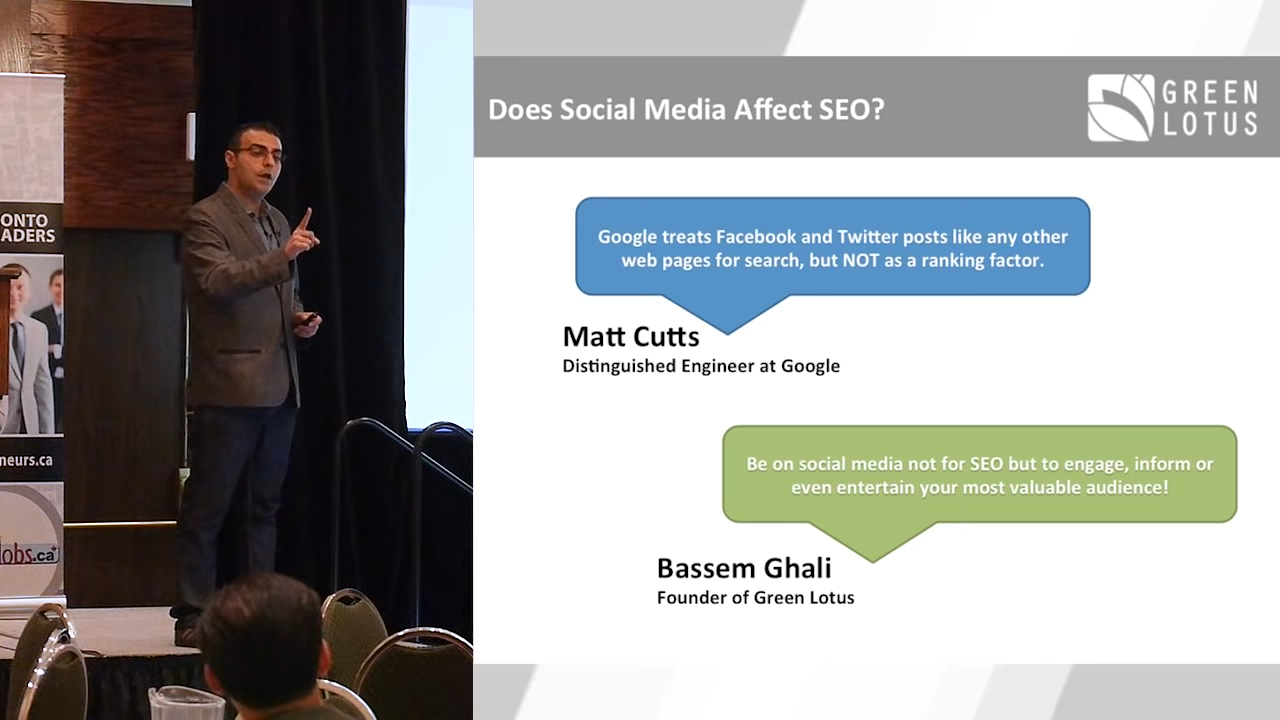 ONTO
ADERS
neurs.ca
obs.ca
Does Social Media Affect SEO?
GREEN
LOTUS
Google treats Facebook and Twitter posts like any other
web pages for search, but NOT as a ranking factor.
Matt Cutts
Distinguished Engineer at Google
Be on social media not for SEO but to engage, inform or
even entertain your most valuable audience!
Bassem Ghali
Founder of Green Lotus